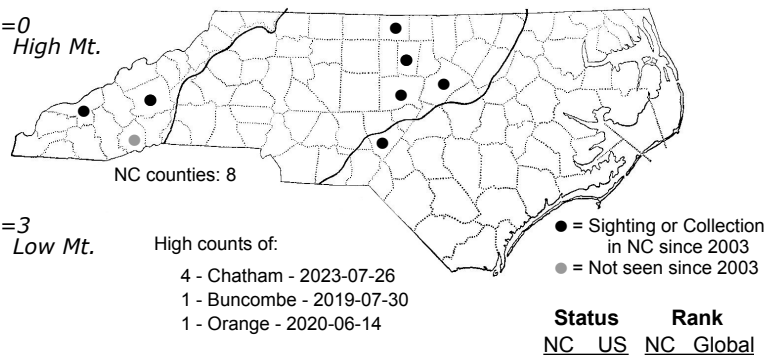 =0
High Mt.
NC counties: 8
=3
Low Mt.
High counts of:
4 - Chatham - 2023-07-26
1 - Buncombe - 2019-07-30
1 - Orange - 2020-06-14
= Sighting or Collection
in NC since 2003
= Not seen since 2003
Status Rank
NC US NC Global